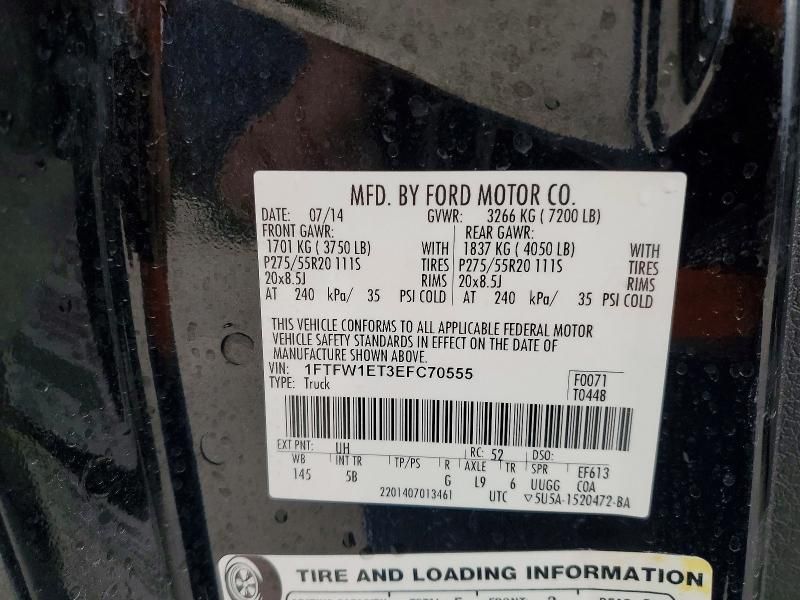 MFD. BY FORD MOTOR CO.
DATE: 07/14 GVWR: 3266 KG ( 7200 LB)
FRONT GAWR: REAR GAWR:
1701 KG ( 3750 LB) WITH 1837 KG ( 4050 LB) WITH
P275/55R20 111S TIRES P275/55R20 111S TIRES
20x8.5J RIMS 20x8.5J RIMS
AT 240 kPa/ 35 PSI COLD AT 240 kPa/ 35 PSI COLD
THIS VEHICLE CONFORMS TO ALL APPLICABLE FEDERAL MOTOR
VEHICLE SAFETY STANDARDS IN EFFECT ON THE DATE OF
MANUFACTURE SHOWN ABOVE.
VIN: 1FTFW1ET3EFC70555 F0071
TYPE: Truck T0448
EXT PNT: UH RC: 52 DSO:
WB INT TR TP/PS R AXLE TR SPR EF613
145 5B G L9 6 UUGG COA
2201407013461 UTC ▽5U5A-1520472-BA
TIRE AND LOADING INFORMATION